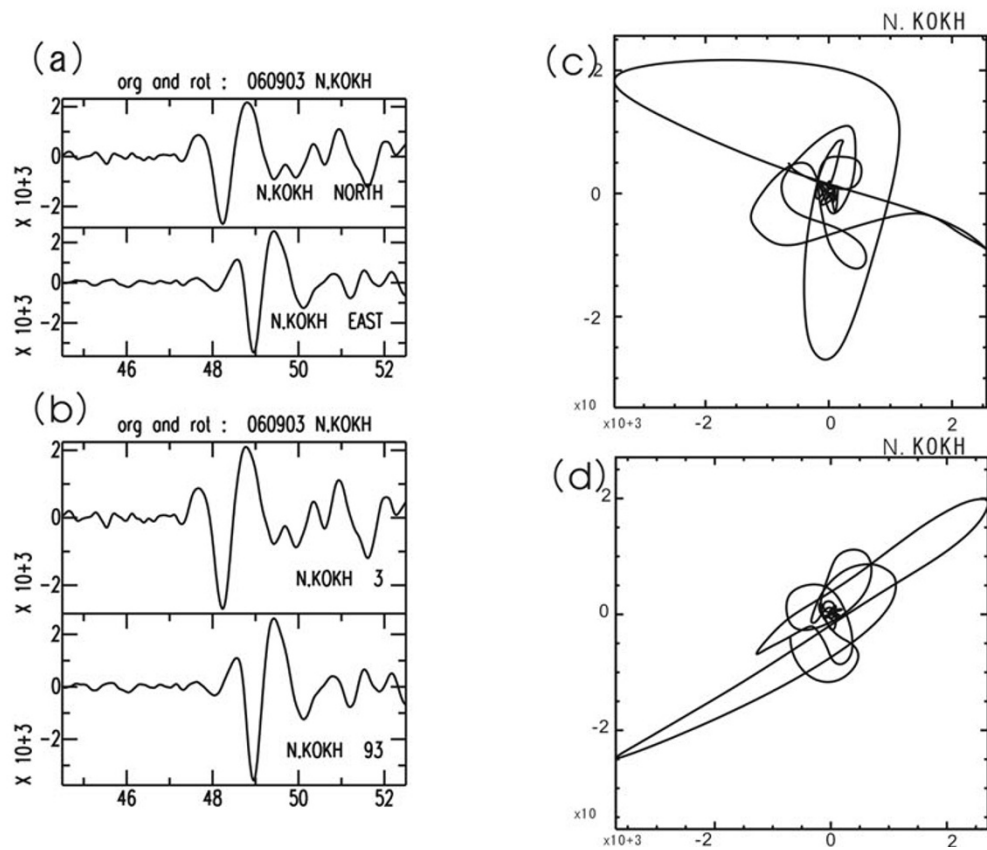 (a)
org and rot : 060903 N.KOKH
2
0
-2
X 10+3
N.KOKH NORTH
2
0
-2
X 10+3
N.KOKH EAST
46 48 50 52
(b)
org and rot : 060903 N.KOKH
2
0
-2
X 10+3
N.KOKH 3
2
0
-2
X 10+3
N.KOKH 93
46 48 50 52
N. KOKH
(c)
2
0
-2
x10
x10+3 -2 0 2
N. KOKH
(d)
2
0
-2
x10
x10+3 -2 0 2